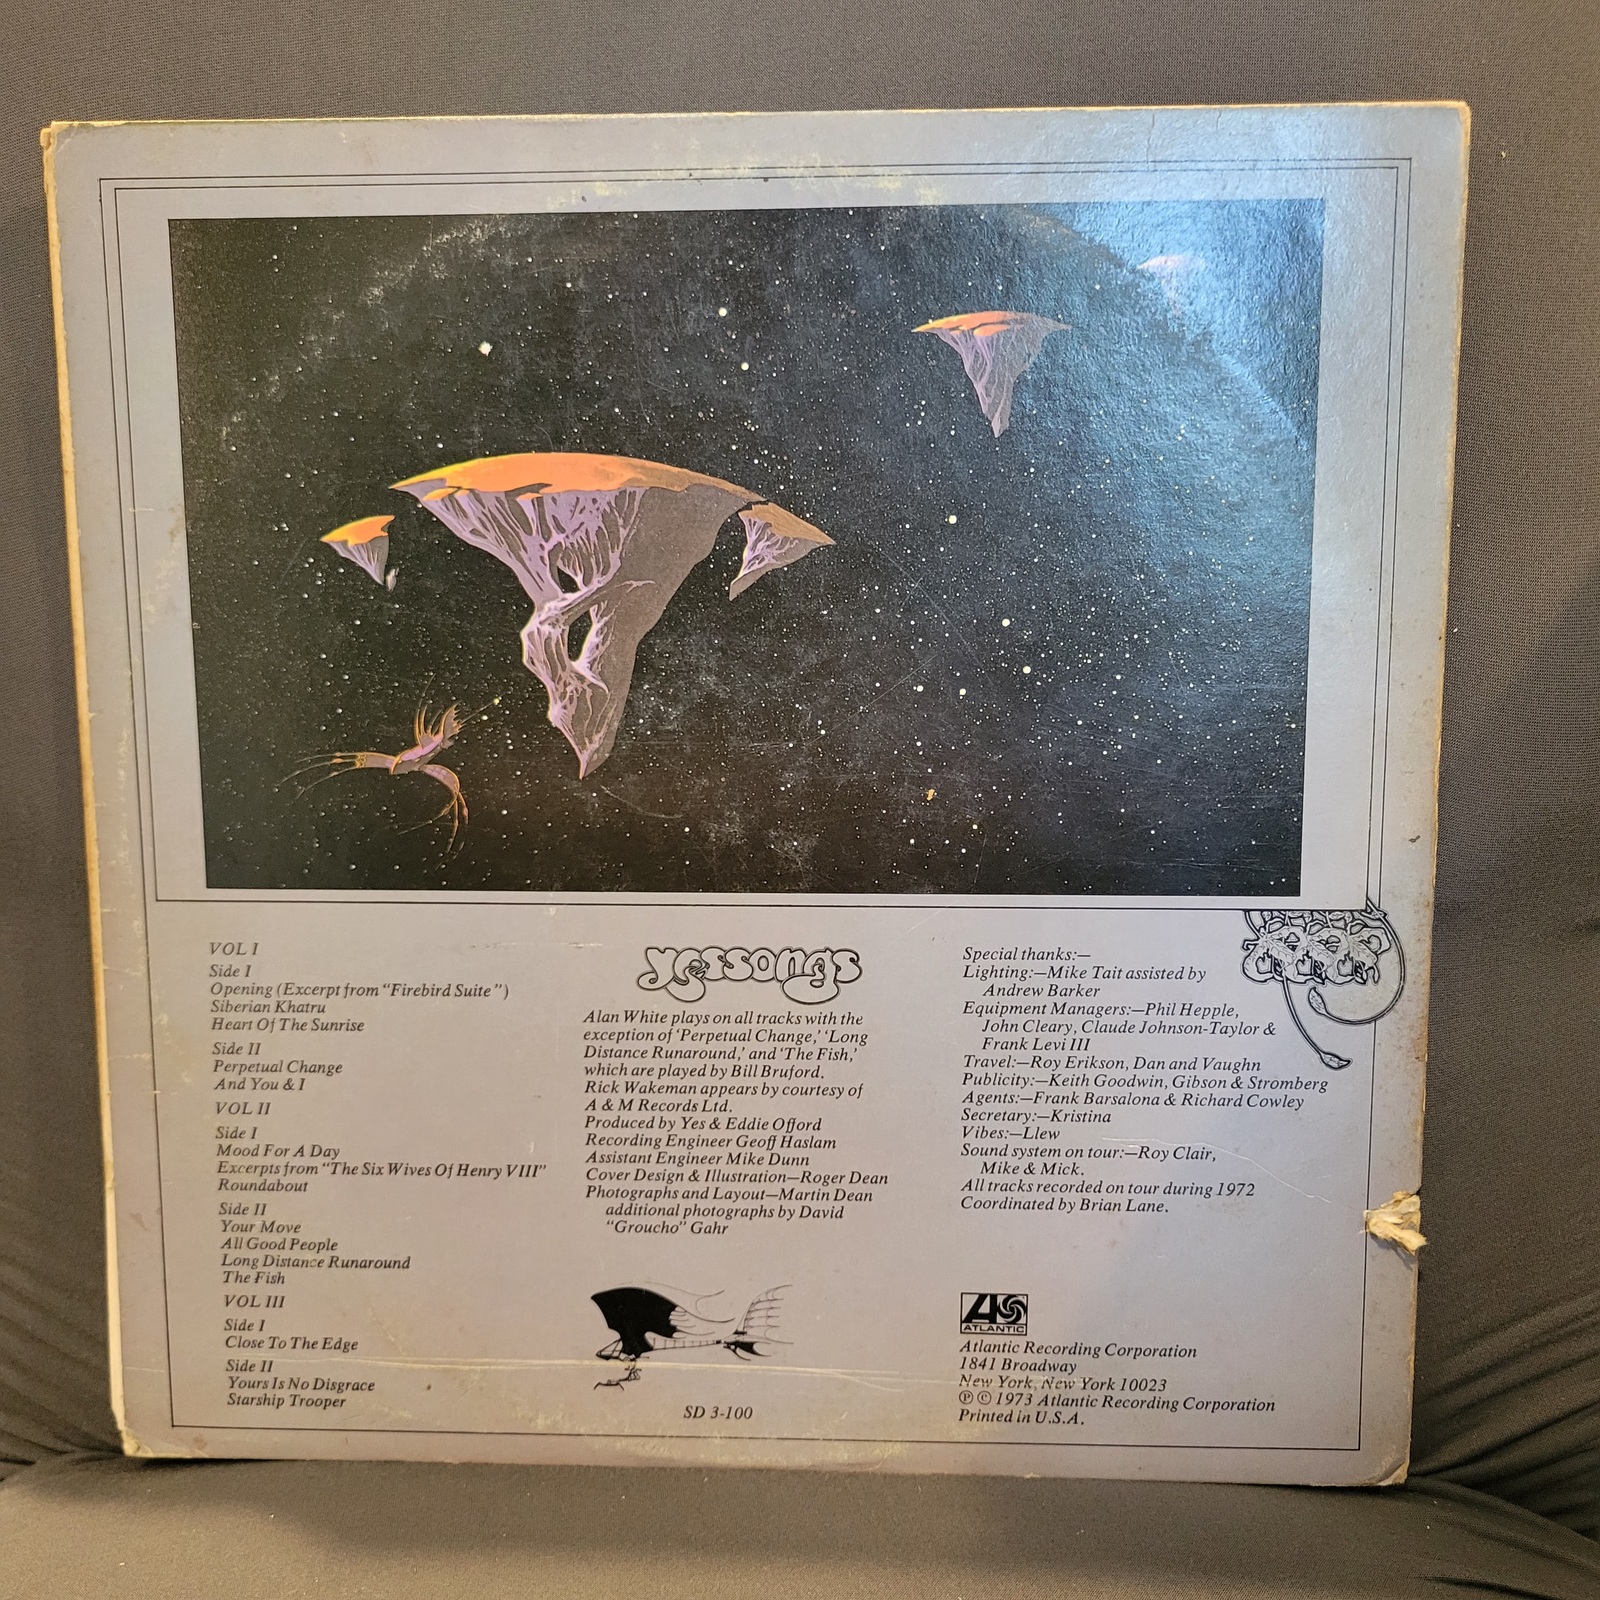 VOL I
Side I
Opening (Excerpt from “Firebird Suite”)
Siberian Khatru
Heart Of The Sunrise
Side II
Perpetual Change
And You & I
VOL II
Side I
Mood For A Day
Excerpts from “The Six Wives Of Henry VIII”
Roundabout
Side II
Your Move
All Good People
Long Distance Runaround
The Fish
VOL III
Side I
Close To The Edge
Side II
Yours Is No Disgrace
Starship Trooper
yessongs
Alan White plays on all tracks with the
exception of ‘Perpetual Change,’ ‘Long
Distance Runaround,’ and ‘The Fish,’
which are played by Bill Bruford.
Rick Wakeman appears by courtesy of
A & M Records Ltd.
Produced by Yes & Eddie Offord
Recording Engineer Geoff Haslam
Assistant Engineer Mike Dunn
Cover Design & Illustration—Roger Dean
Photographs and Layout—Martin Dean
additional photographs by David
“Groucho” Gahr
SD 3-100
Special thanks:—
Lighting:—Mike Tait assisted by
Andrew Barker
Equipment Managers:—Phil Hepple,
John Cleary, Claude Johnson-Taylor &
Frank Levi III
Travel:—Roy Erikson, Dan and Vaughn
Publicity:—Keith Goodwin, Gibson & Stromberg
Agents:—Frank Barsalona & Richard Cowley
Secretary:—Kristina
Vibes:—Llew
Sound system on tour:—Roy Clair,
Mike & Mick.
All tracks recorded on tour during 1972
Coordinated by Brian Lane.
A
ATLANTIC
Atlantic Recording Corporation
1841 Broadway
New York, New York 10023
℗ © 1973 Atlantic Recording Corporation
Printed in U.S.A.